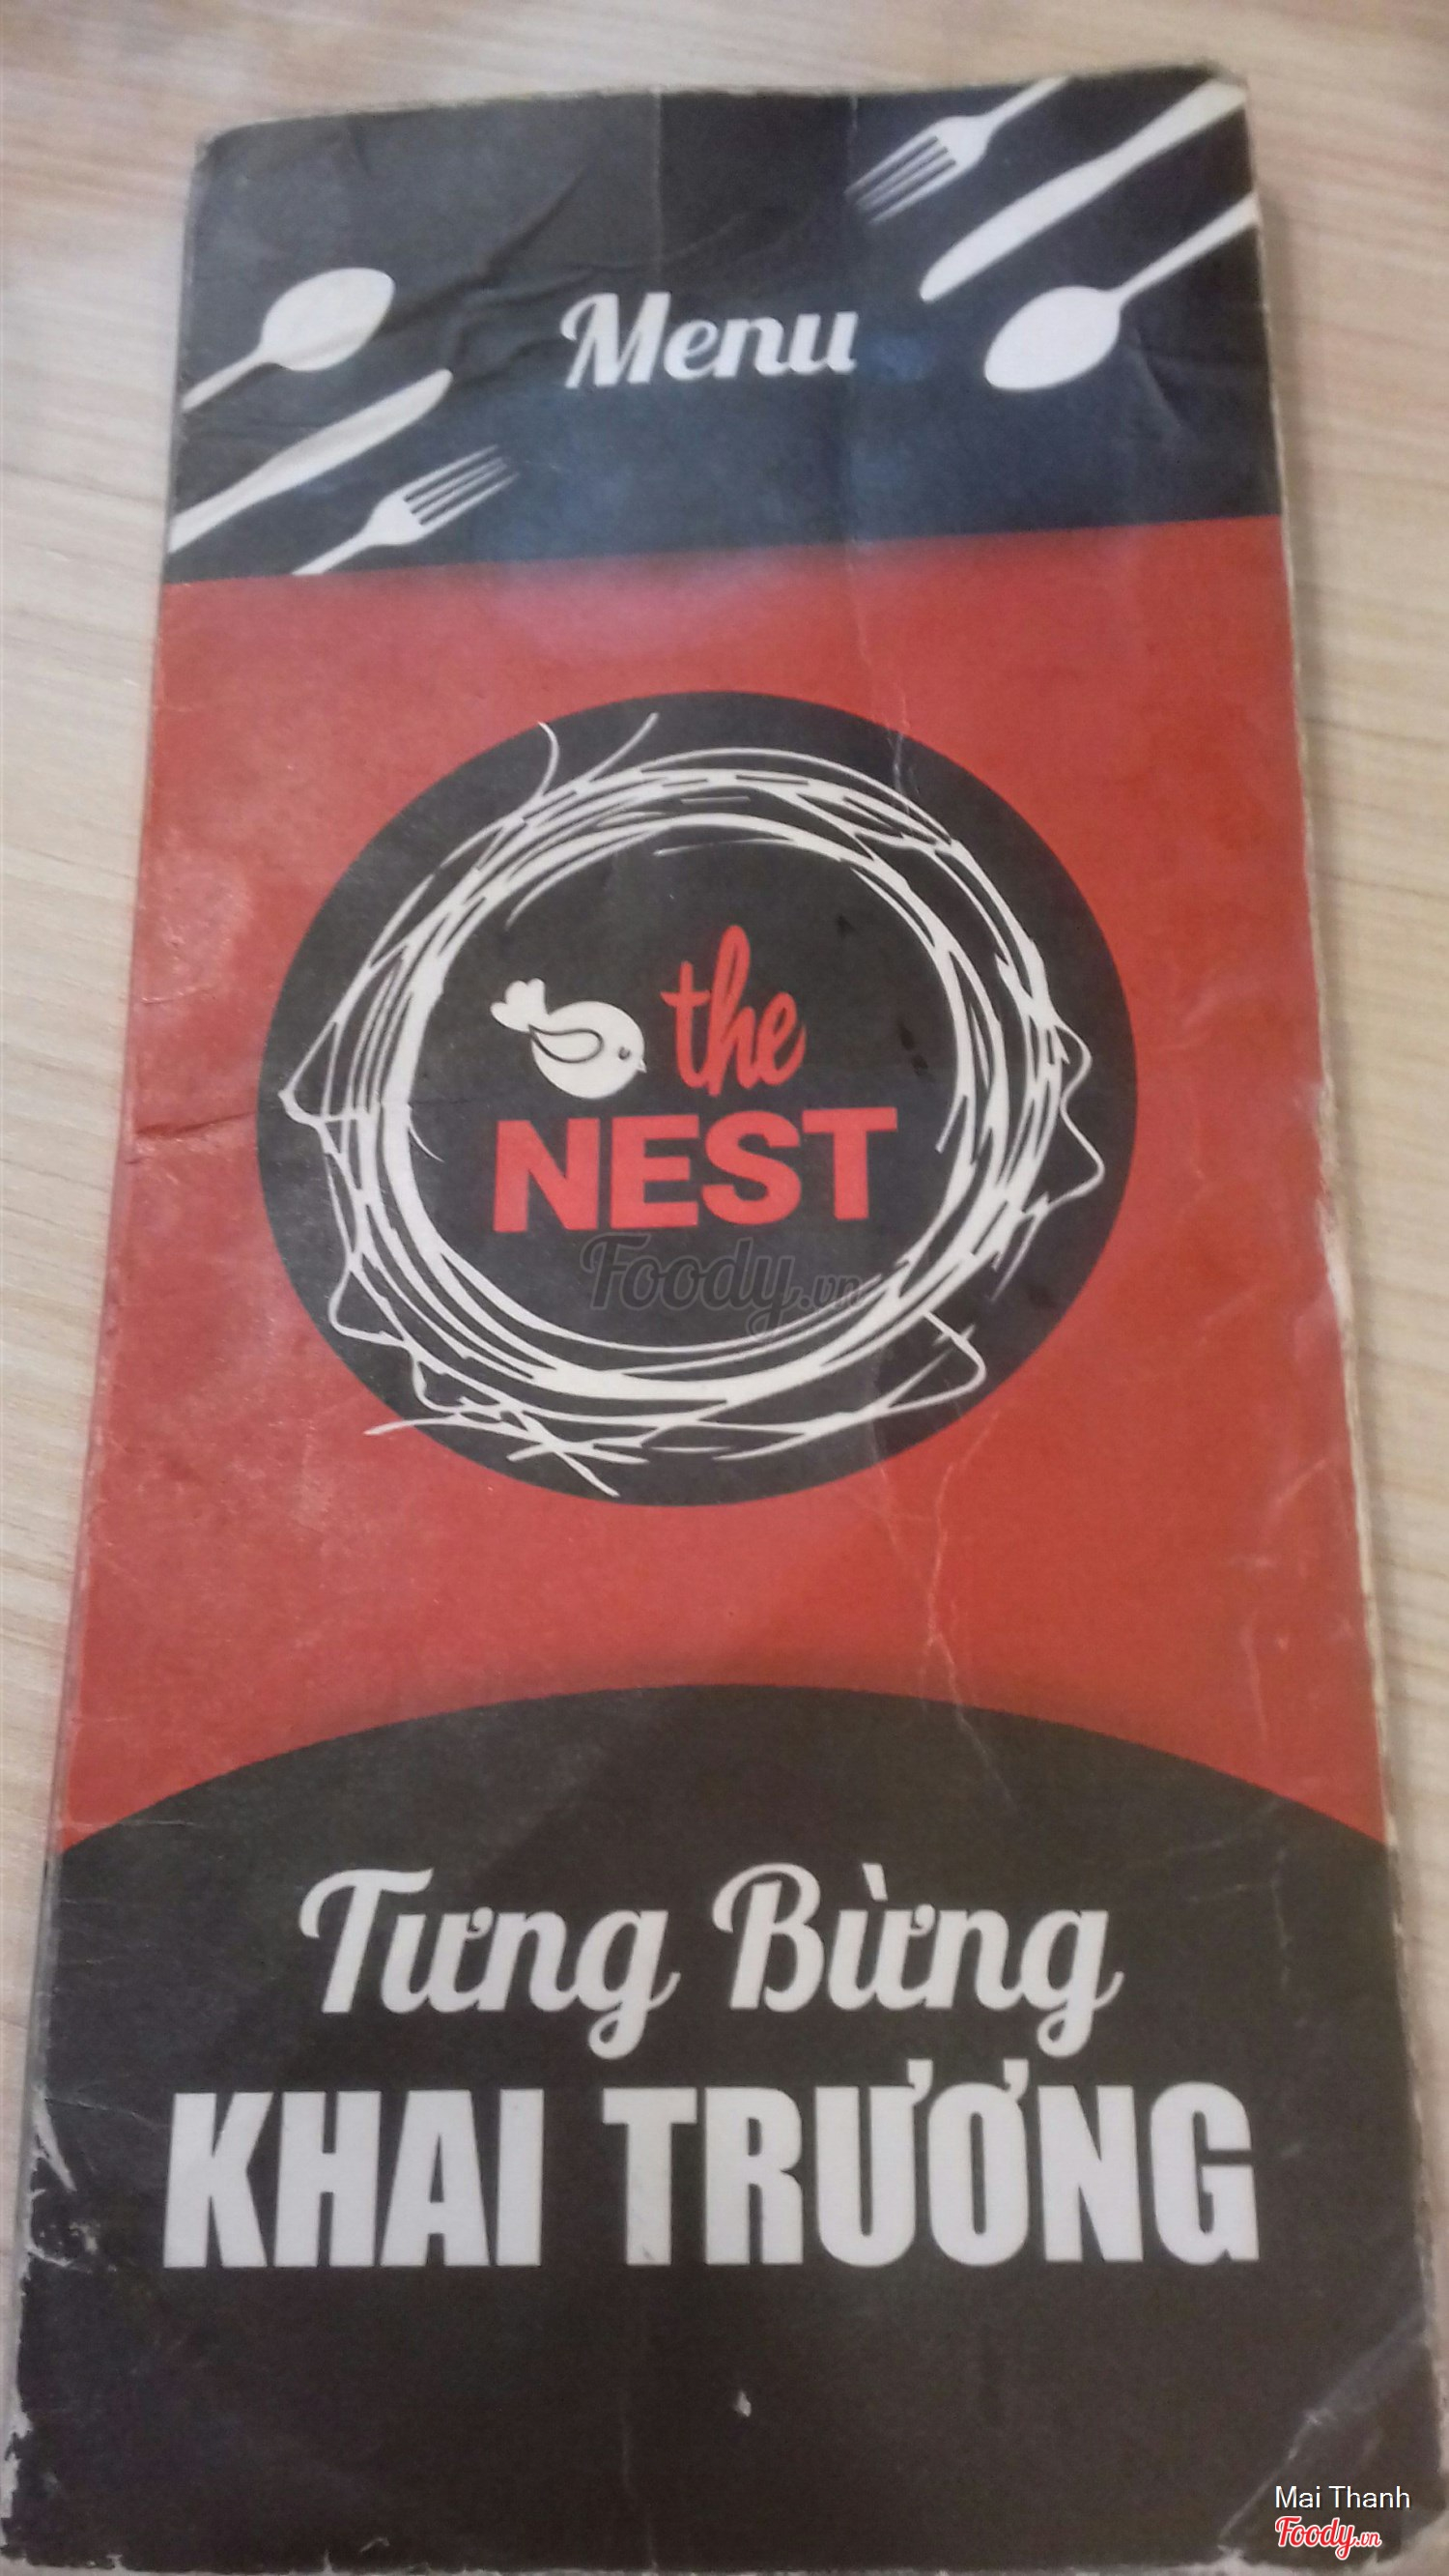 Menu
the
NEST
Foody.vn
Tưng Bừng
KHAI TRƯƠNG
Mai Thanh
Foody.vn